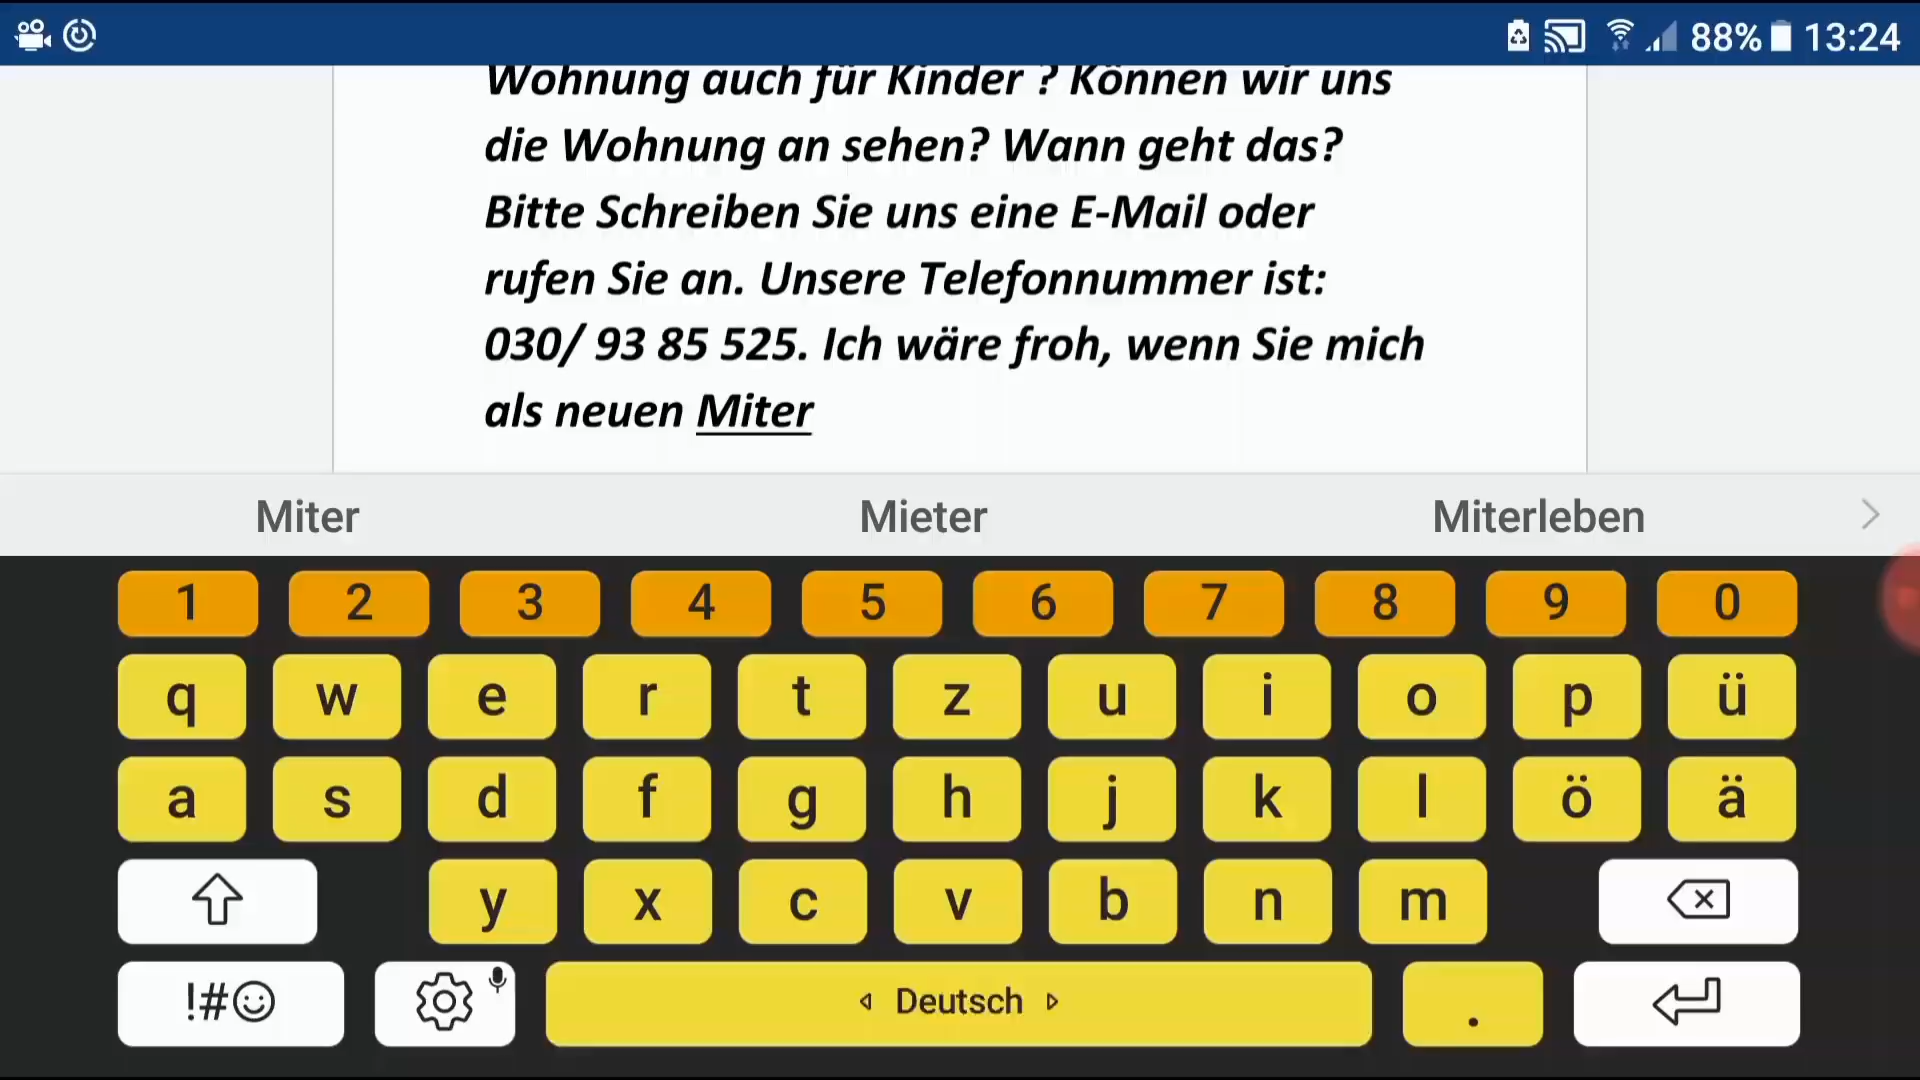 88% 13:24
Wohnung auch für Kinder ? Können wir uns
die Wohnung an sehen? Wann geht das?
Bitte Schreiben Sie uns eine E-Mail oder
rufen Sie an. Unsere Telefonnummer ist:
030/ 93 85 525. Ich wäre froh, wenn Sie mich
als neuen Miter
Miter Mieter Miterleben
1 2 3 4 5 6 7 8 9 0
q w e r t z u i o p ü
a s d f g h j k l ö ä
y x c v b n m
!#☺ Deutsch .